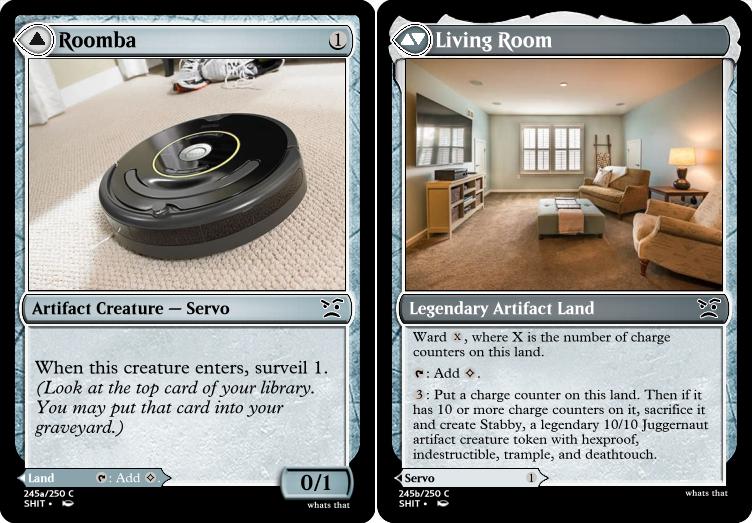 Roomba
1
Artifact Creature — Servo
When this creature enters, surveil 1.
(Look at the top card of your library.
You may put that card into your
graveyard.)
Land
: Add .
0/1
245a/250 C
SHIT •
whats that
Living Room
Legendary Artifact Land
Ward X, where X is the number of charge
counters on this land.
: Add .
3: Put a charge counter on this land. Then if it
has 10 or more charge counters on it, sacrifice it
and create Stabby, a legendary 10/10 Juggernaut
artifact creature token with hexproof,
indestructible, trample, and deathtouch.
Servo
1
245b/250 C
SHIT •
whats that